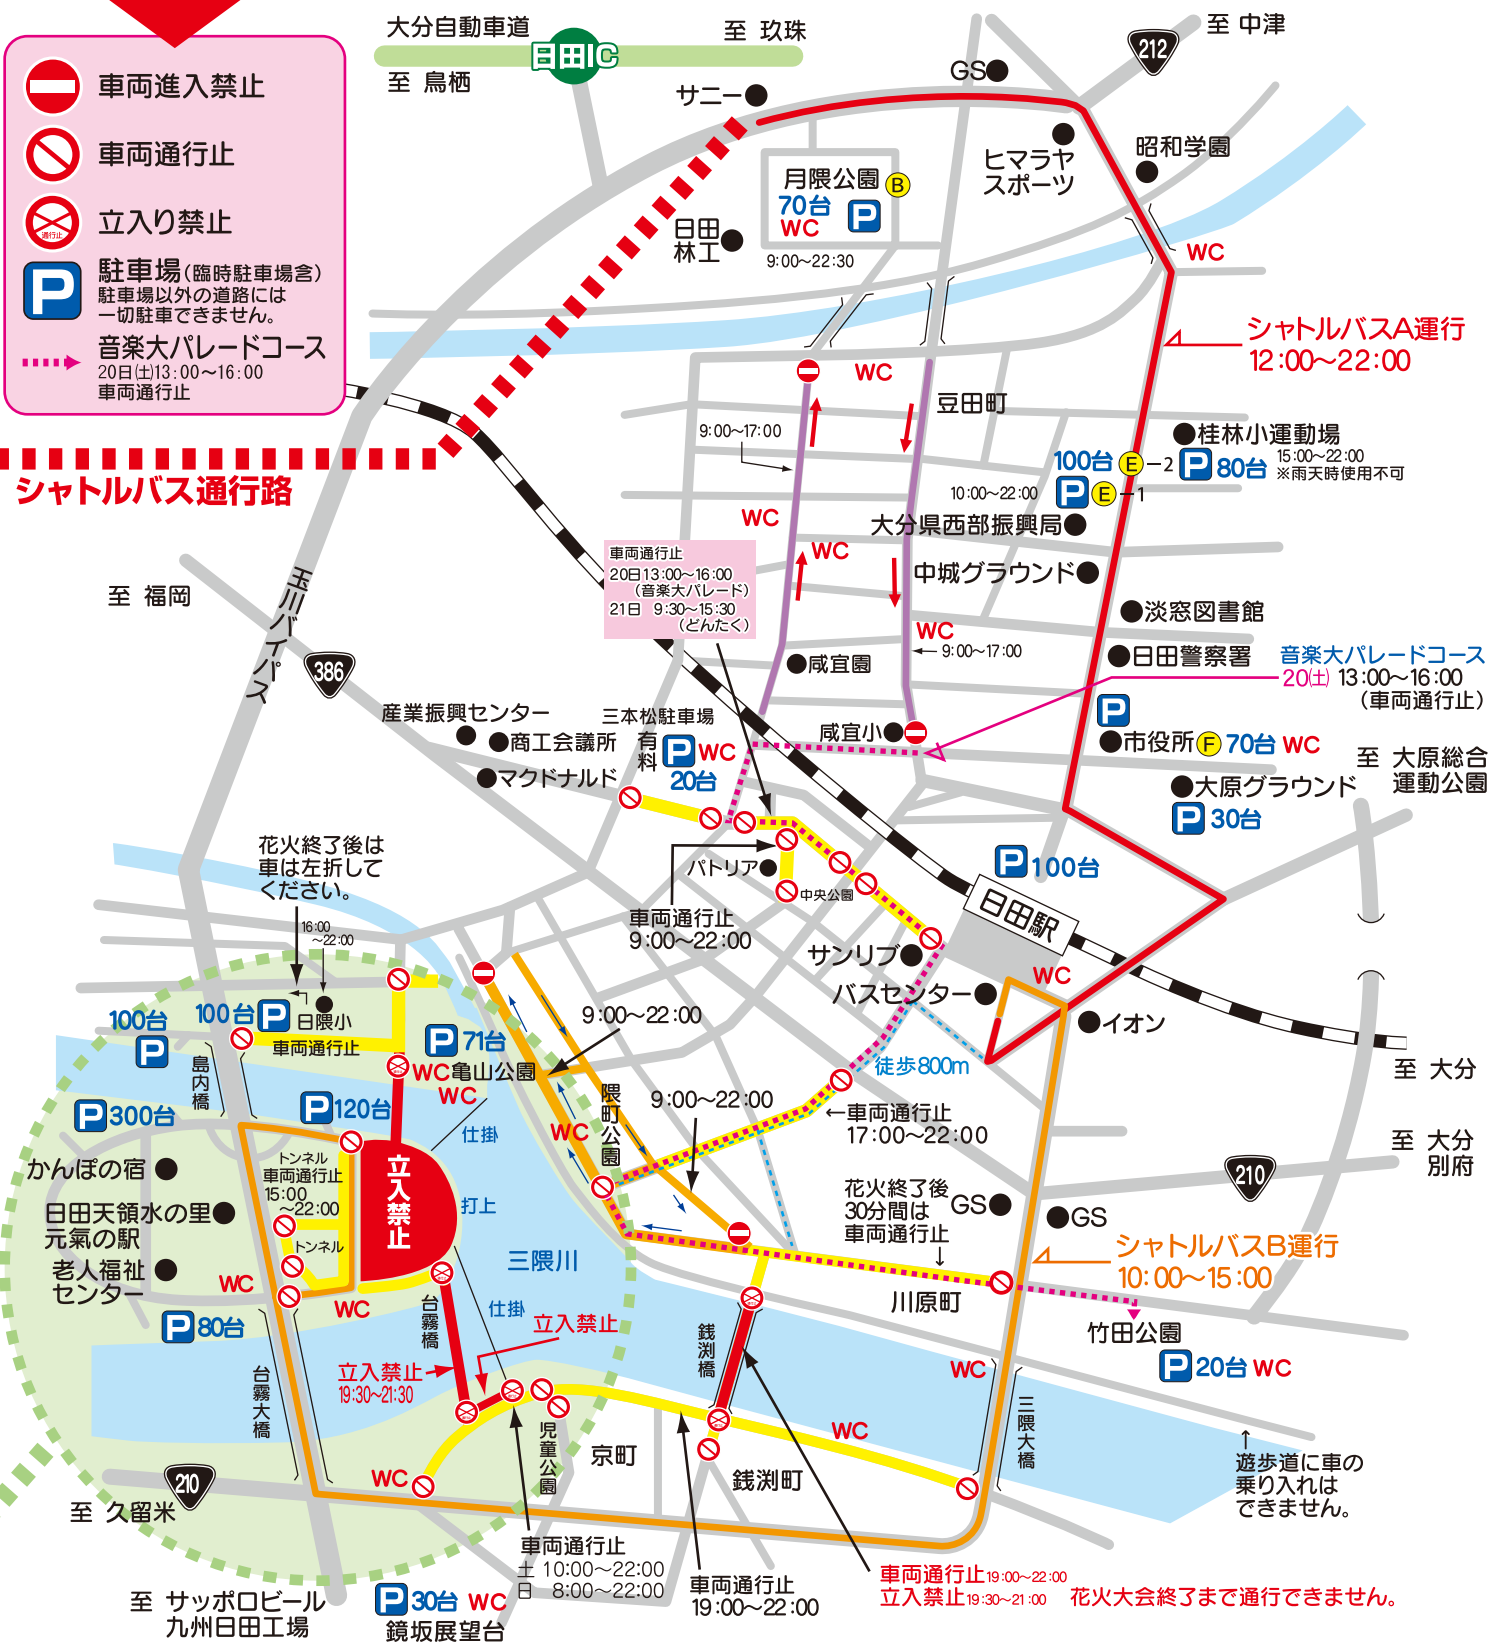 車両進入禁止
車両通行止
通行止
立入り禁止
P
駐車場(臨時駐車場含)
駐車場以外の道路には
一切駐車できません。
音楽大パレードコース
20日(土)13:00〜16:00
車両通行止
シャトルバス通行路
大分自動車道
至 玖珠
日田IC
至 鳥栖
サニー
GS
212
至 中津
ヒマラヤ
スポーツ
昭和学園
月隈公園 B
70台
P
WC
9:00〜22:30
日田
林工
WC
シャトルバスA運行
12:00〜22:00
WC
豆田町
9:00〜17:00
桂林小運動場
100台 E-2
P 80台
15:00〜22:00
※雨天時使用不可
P E-1
10:00〜22:00
WC
大分県西部振興局
WC
車両通行止
20日13:00〜16:00
(音楽大パレード)
21日 9:30〜15:30
(どんたく)
中城グラウンド
至 福岡
玉川バイパス
386
淡窓図書館
WC
9:00〜17:00
咸宜園
日田警察署
音楽大パレードコース
20(土) 13:00〜16:00
(車両通行止)
P
市役所 F 70台 WC
咸宜小
産業振興センター
商工会議所
マクドナルド
三本松駐車場
有料
P WC
20台
至 大原総合
運動公園
大原グラウンド
P 30台
花火終了後は
車は左折して
ください。
16:00
〜22:00
パトリア
中央公園
P 100台
車両通行止
9:00〜22:00
日田駅
サンリブ
WC
バスセンター
イオン
至 大分
徒歩800m
9:00〜22:00
100台
P
100台 P
日隈小
車両通行止
P 71台
WC 亀山公園
WC
島内橋
P 300台
P 120台
仕掛
隈町公園
WC
9:00〜22:00
←車両通行止
17:00〜22:00
至 大分
別府
210
かんぽの宿
トンネル
車両通行止
15:00
〜22:00
立入禁止
打上
日田天領水の里
元氣の駅
トンネル
老人福祉
センター
WC
WC
三隈川
花火終了後
30分間は
車両通行止
↓
GS
GS
シャトルバスB運行
10:00〜15:00
川原町
P 80台
台霧橋
仕掛
立入禁止
立入禁止
19:30〜21:30
銭渕橋
竹田公園
P 20台 WC
WC
台霧大橋
三隈大橋
WC
児童公園
京町
銭渕町
WC
↑
遊歩道に車の
乗り入れは
できません。
210
至 久留米
車両通行止
土 10:00〜22:00
日 8:00〜22:00
車両通行止
19:00〜22:00
車両通行止19:00〜22:00
立入禁止19:30〜21:00 花火大会終了まで通行できません。
至 サッポロビール
九州日田工場
P 30台 WC
鏡坂展望台